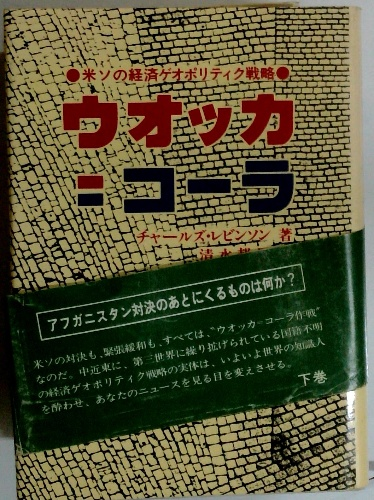 ●米ソの経済ゲオポリティク戦略●
ウオッカ
=コーラ
チャールズ・レビンソン 著
アフガニスタン対決のあとにくるものは何か?
米ソの対決も、緊張緩和も、すべては、"ウオッカ=コーラ作戦"
なのだ。中近東に、第三世界に繰り拡げられている国籍不明
の経済ゲオポリティク戦略の実体は、いよいよ世界の知識人
を酔わせ、あなたのニュースを見る目を変えさせる。
下巻